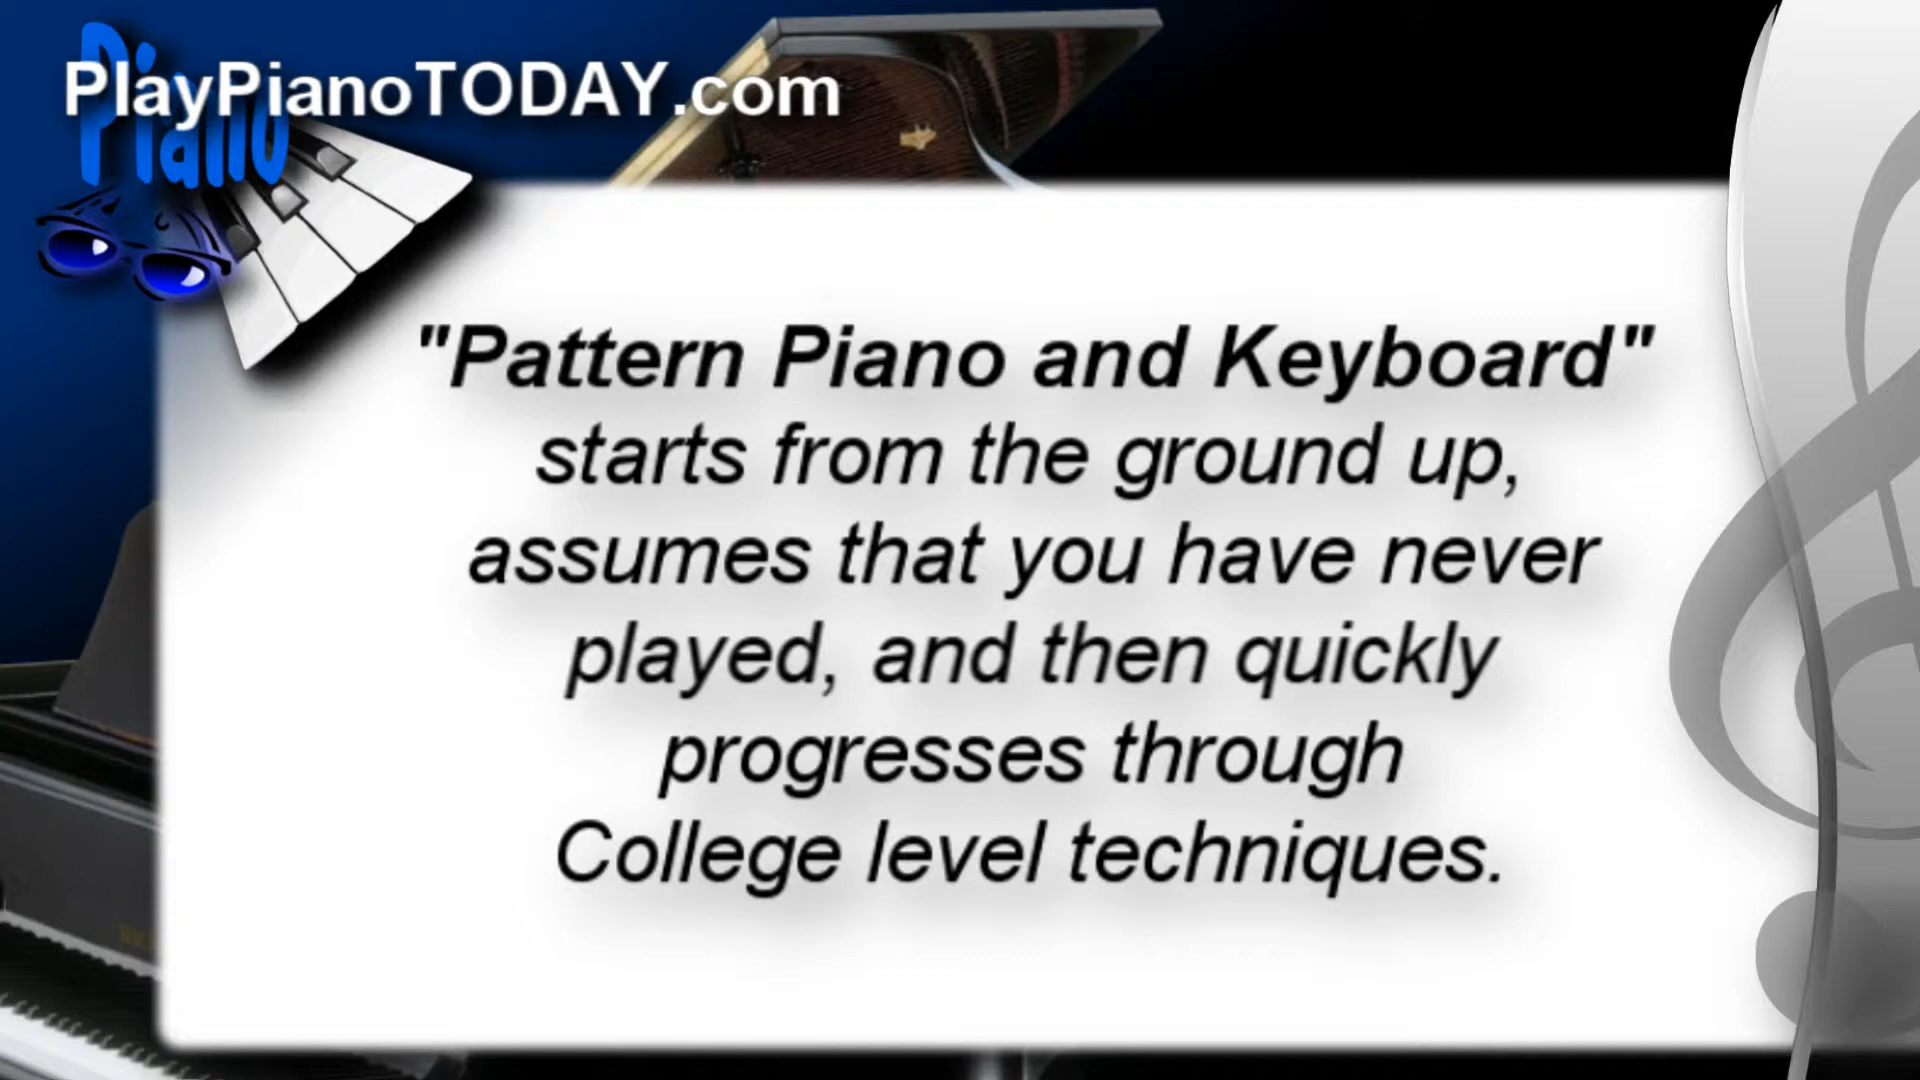 Piano
PlayPianoTODAY.com
"Pattern Piano and Keyboard"
starts from the ground up,
assumes that you have never
played, and then quickly
progresses through
College level techniques.